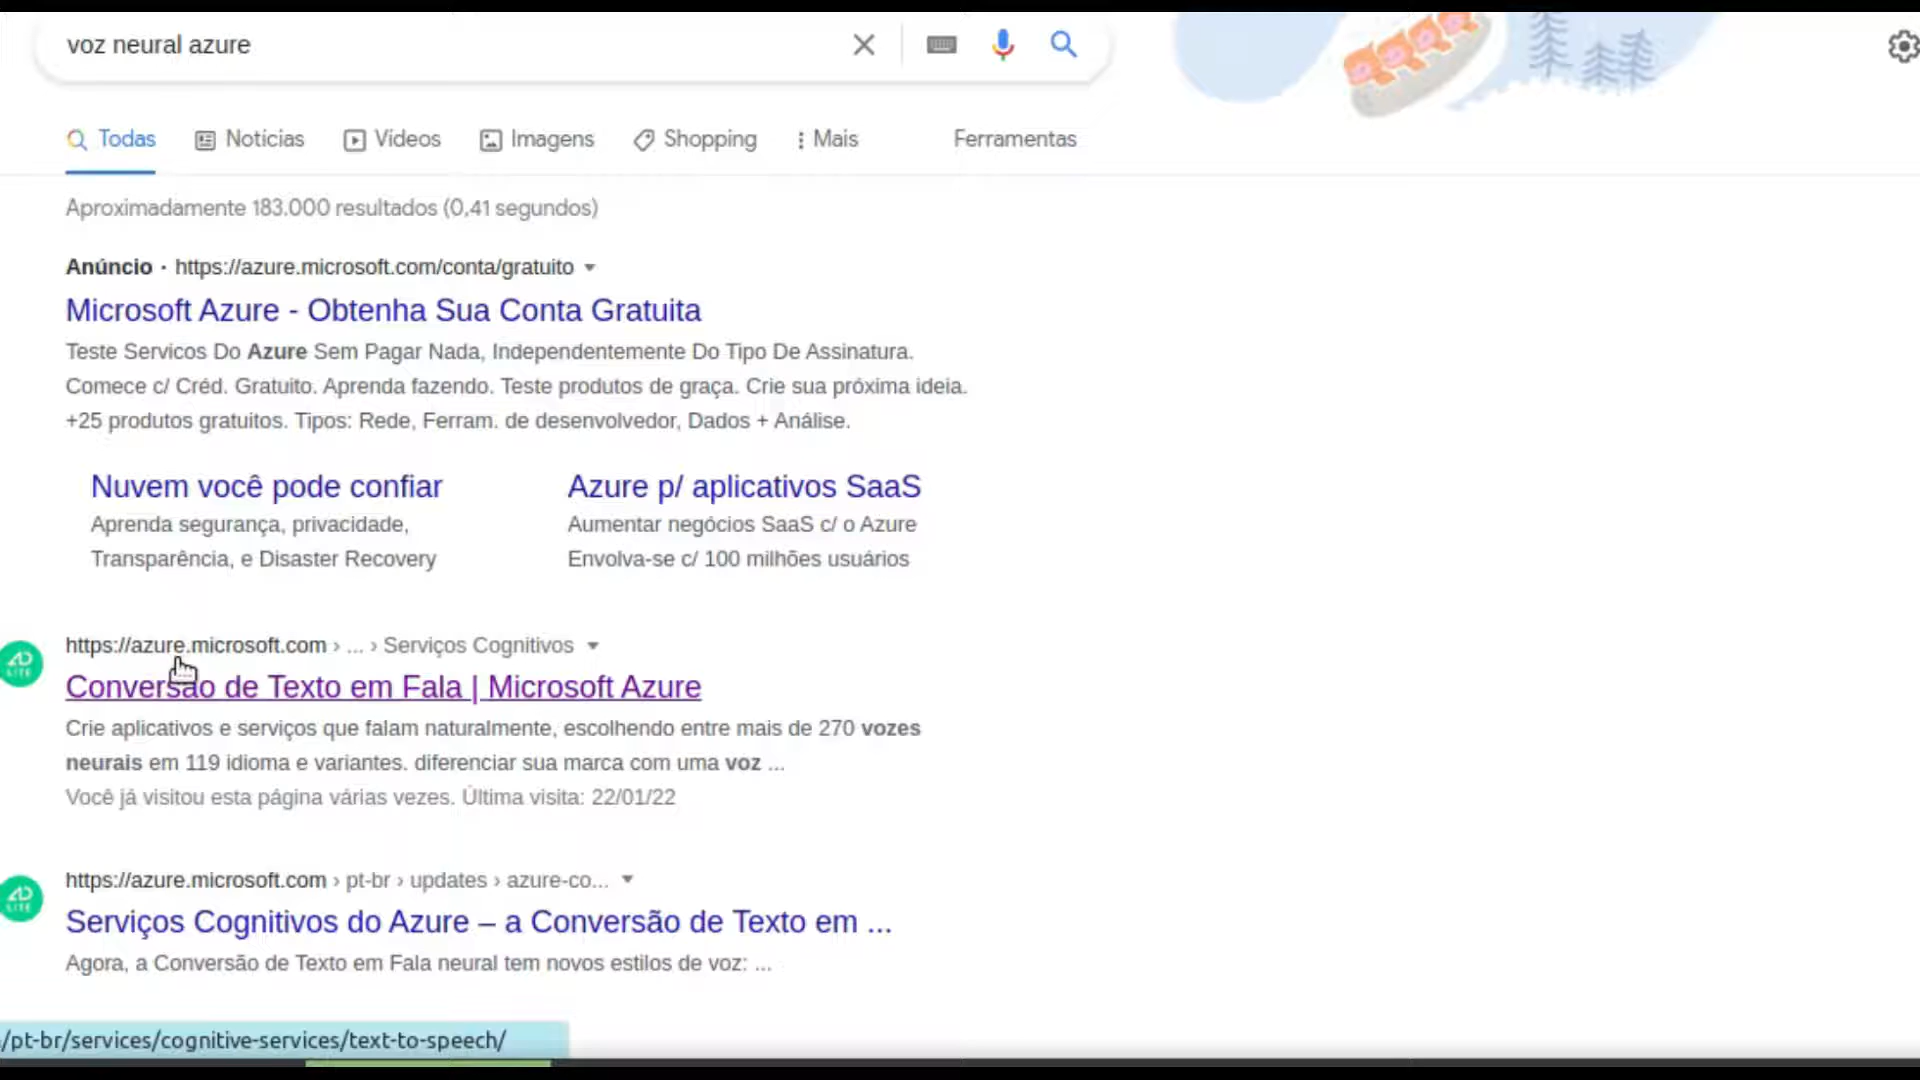 voz neural azure
Todas Notícias Vídeos Imagens Shopping Mais Ferramentas
Aproximadamente 183.000 resultados (0,41 segundos)
Anúncio · https://azure.microsoft.com/conta/gratuito
Microsoft Azure - Obtenha Sua Conta Gratuita
Teste Servicos Do Azure Sem Pagar Nada, Independentemente Do Tipo De Assinatura.
Comece c/ Créd. Gratuito. Aprenda fazendo. Teste produtos de graça. Crie sua próxima ideia.
+25 produtos gratuitos. Tipos: Rede, Ferram. de desenvolvedor, Dados + Análise.
Nuvem você pode confiar
Aprenda segurança, privacidade,
Transparência, e Disaster Recovery
Azure p/ aplicativos SaaS
Aumentar negócios SaaS c/ o Azure
Envolva-se c/ 100 milhões usuários
https://azure.microsoft.com › ... › Serviços Cognitivos
AD LITE
Conversão de Texto em Fala | Microsoft Azure
Crie aplicativos e serviços que falam naturalmente, escolhendo entre mais de 270 vozes
neurais em 119 idioma e variantes. diferenciar sua marca com uma voz ...
Você já visitou esta página várias vezes. Última visita: 22/01/22
https://azure.microsoft.com › pt-br › updates › azure-co...
AD LITE
Serviços Cognitivos do Azure – a Conversão de Texto em ...
Agora, a Conversão de Texto em Fala neural tem novos estilos de voz: ...
/pt-br/services/cognitive-services/text-to-speech/